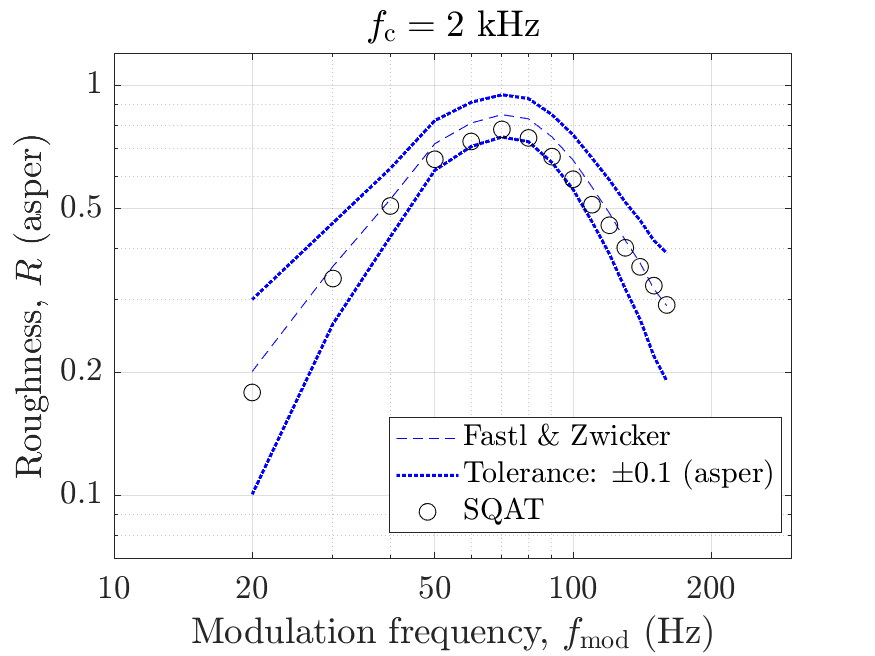 f_c = 2 kHz
Roughness, R (asper)
1
0.5
0.2
0.1
Fastl & Zwicker
Tolerance: ±0.1 (asper)
SQAT
10 20 50 100 200
Modulation frequency, f_mod (Hz)